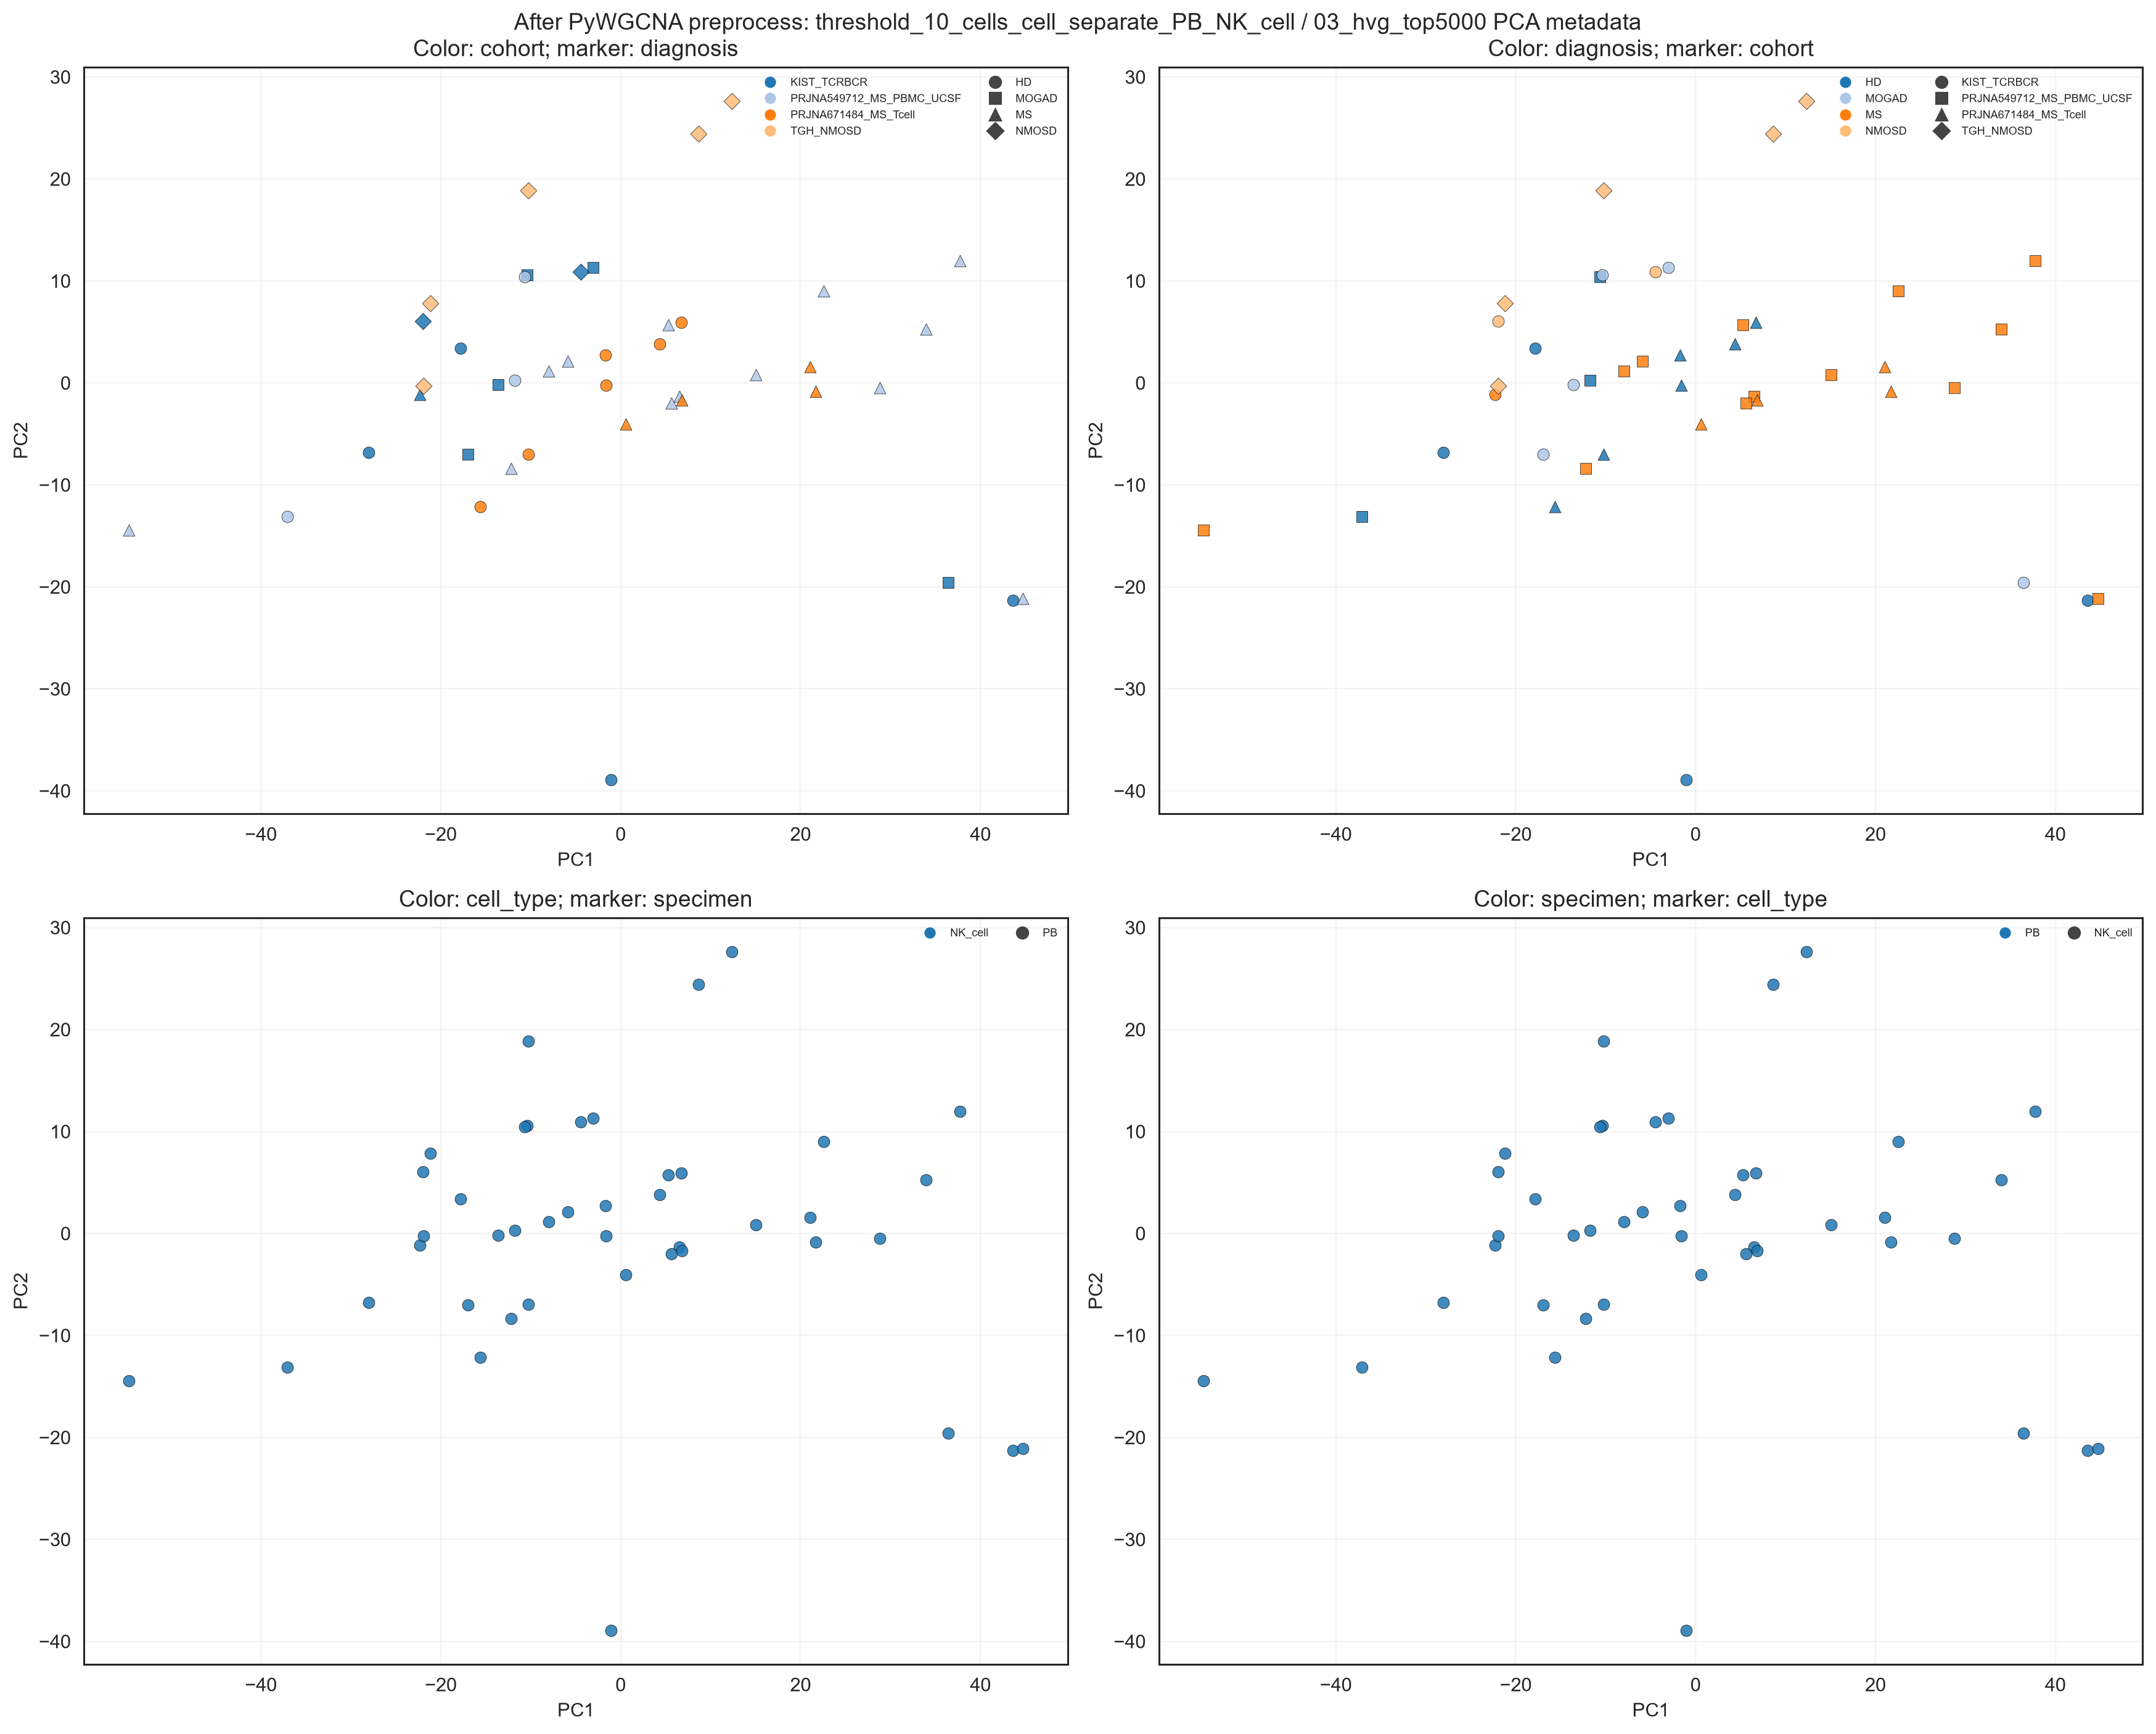 After PyWGCNA preprocess: threshold_10_cells_cell_separate_PB_NK_cell / 03_hvg_top5000 PCA metadata
Color: cohort; marker: diagnosis
KIST_TCRBCR
PRJNA549712_MS_PBMC_UCSF
PRJNA671484_MS_Tcell
TGH_NMOSD
HD
MOGAD
MS
NMOSD
30
20
10
0
−10
−20
−30
−40
PC2
−40
−20
0
20
40
PC1
Color: diagnosis; marker: cohort
HD
MOGAD
MS
NMOSD
KIST_TCRBCR
PRJNA549712_MS_PBMC_UCSF
PRJNA671484_MS_Tcell
TGH_NMOSD
30
20
10
0
−10
−20
−30
−40
PC2
−40
−20
0
20
40
PC1
Color: cell_type; marker: specimen
NK_cell
PB
30
20
10
0
−10
−20
−30
−40
PC2
−40
−20
0
20
40
PC1
Color: specimen; marker: cell_type
PB
NK_cell
30
20
10
0
−10
−20
−30
−40
PC2
−40
−20
0
20
40
PC1